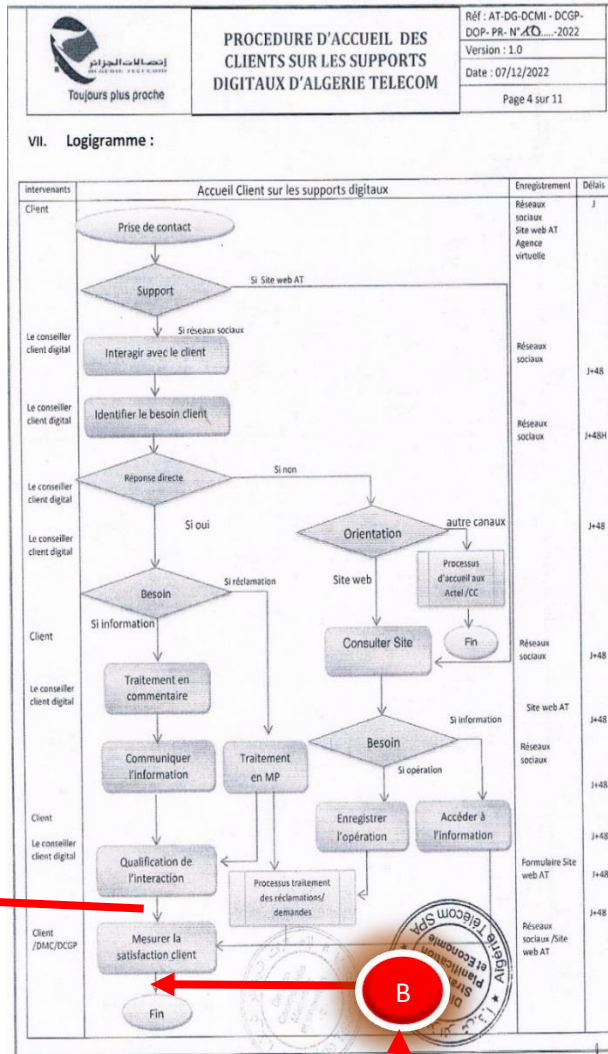 اتصالات الجزائر
ALGERIE TELECOM
Toujours plus proche
PROCEDURE D'ACCUEIL DES
CLIENTS SUR LES SUPPORTS
DIGITAUX D'ALGERIE TELECOM
Réf : AT-DG-DCMI - DCGP-
DOP- PR- N°10.....-2022
Version : 1.0
Date : 07/12/2022
Page 4 sur 11
VII. Logigramme :
intervenants
Accueil Client sur les supports digitaux
Enregistrement
Délais
Client
Prise de contact
Réseaux
sociaux
Site web AT
Agence
virtuelle
J
Support
Si Site web AT
Si réseaux sociaux
Le conseiller
client digital
Interagir avec le client
Réseaux
sociaux
J+48
Le conseiller
client digital
Identifier le besoin client
Réseaux
sociaux
J+48H
Le conseiller
client digital
Réponse directe
Si non
Si oui
Le conseiller
client digital
Orientation
autre canaux
J+48
Processus
d'accueil aux
Actel /CC
Fin
Besoin
Si réclamation
Si information
Site web
Client
Consulter Site
Réseaux
sociaux
J+48
Le conseiller
client digital
Traitement en
commentaire
Site web AT
J+48
Besoin
Si information
Si opération
Réseaux
sociaux
Communiquer
l'information
Traitement
en MP
J+48
Client
Enregistrer
l'opération
Accéder à
l'information
J+48
Le conseiller
client digital
Qualification de
l'interaction
Processus traitement
des réclamations/
demandes
Formulaire Site
web AT
J+48
Client
/DMC/DCGP
Mesurer la
satisfaction client
Réseaux
sociaux /Site
web AT
J+48
Fin
Algérie Télécom SPA
Planification
et Economie
B